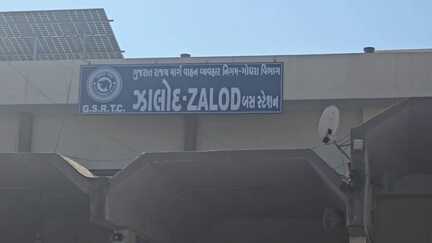 ગુજરાત રાજ્ય માર્ગ વાહન વ્યવહાર નિગમ-ગોધરા વિભાગ
ઝાલોદ-ZALOD બસ સ્ટેશન
G.S.R.T.C.